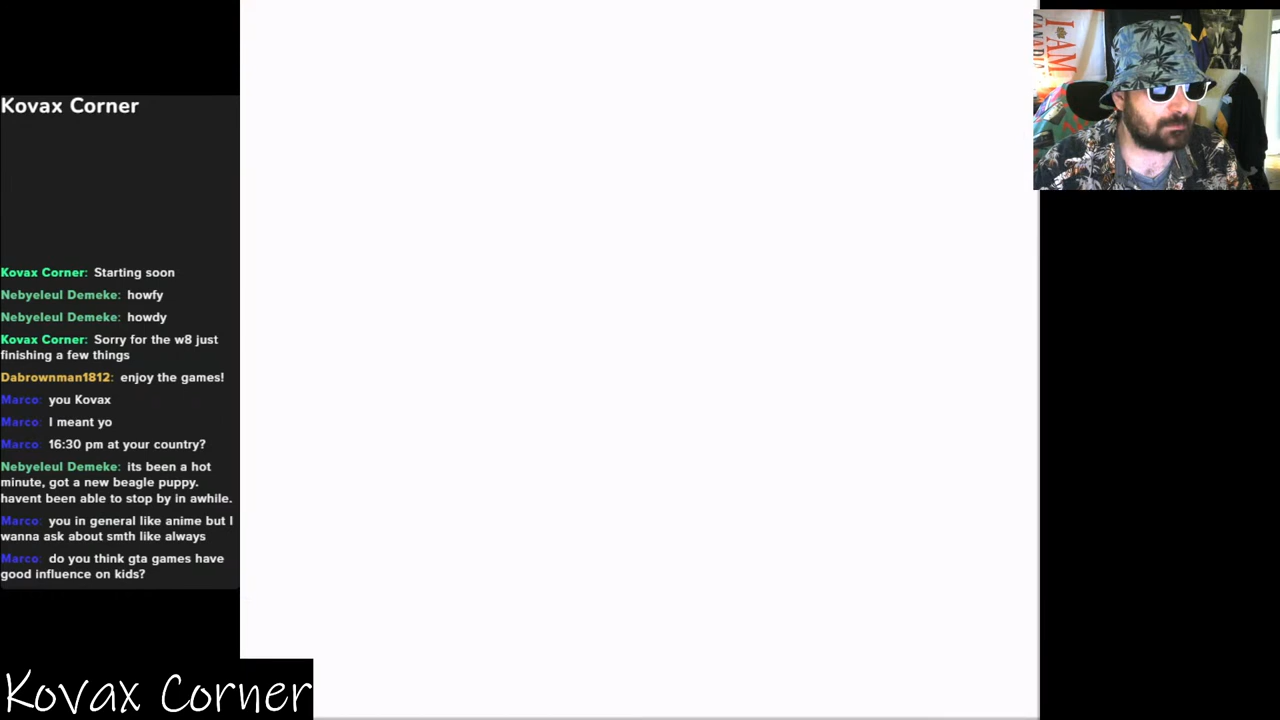 Kovax Corner
Kovax Corner: Starting soon
Nebyeleul Demeke: howfy
Nebyeleul Demeke: howdy
Kovax Corner: Sorry for the w8 just
finishing a few things
Dabrownman1812: enjoy the games!
Marco: you Kovax
Marco: I meant yo
Marco: 16:30 pm at your country?
Nebyeleul Demeke: its been a hot
minute, got a new beagle puppy.
havent been able to stop by in awhile.
Marco: you in general like anime but I
wanna ask about smth like always
Marco: do you think gta games have
good influence on kids?
Kovax Corner
I AM